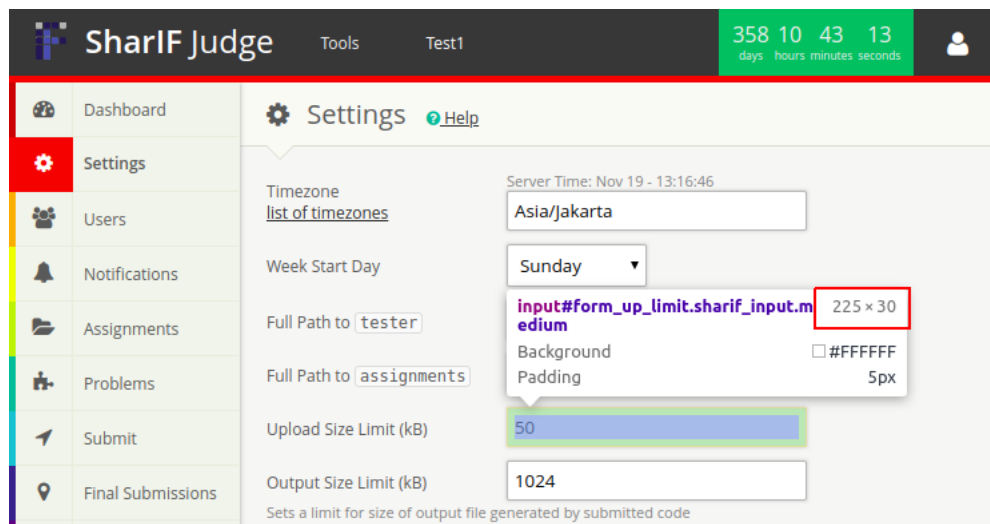 SharIF Judge Tools Test1 358 10 43 13
days hours minutes seconds
Dashboard
Settings
Users
Notifications
Assignments
Problems
Submit
Final Submissions
Settings Help
Server Time: Nov 19 - 13:16:46
Timezone
list of timezones
Asia/Jakarta
Week Start Day Sunday
input#form_up_limit.sharif_input.m 225 × 30
edium
Background #FFFFFF
Padding 5px
Full Path to tester
Full Path to assignments
Upload Size Limit (kB) 50
Output Size Limit (kB) 1024
Sets a limit for size of output file generated by submitted code